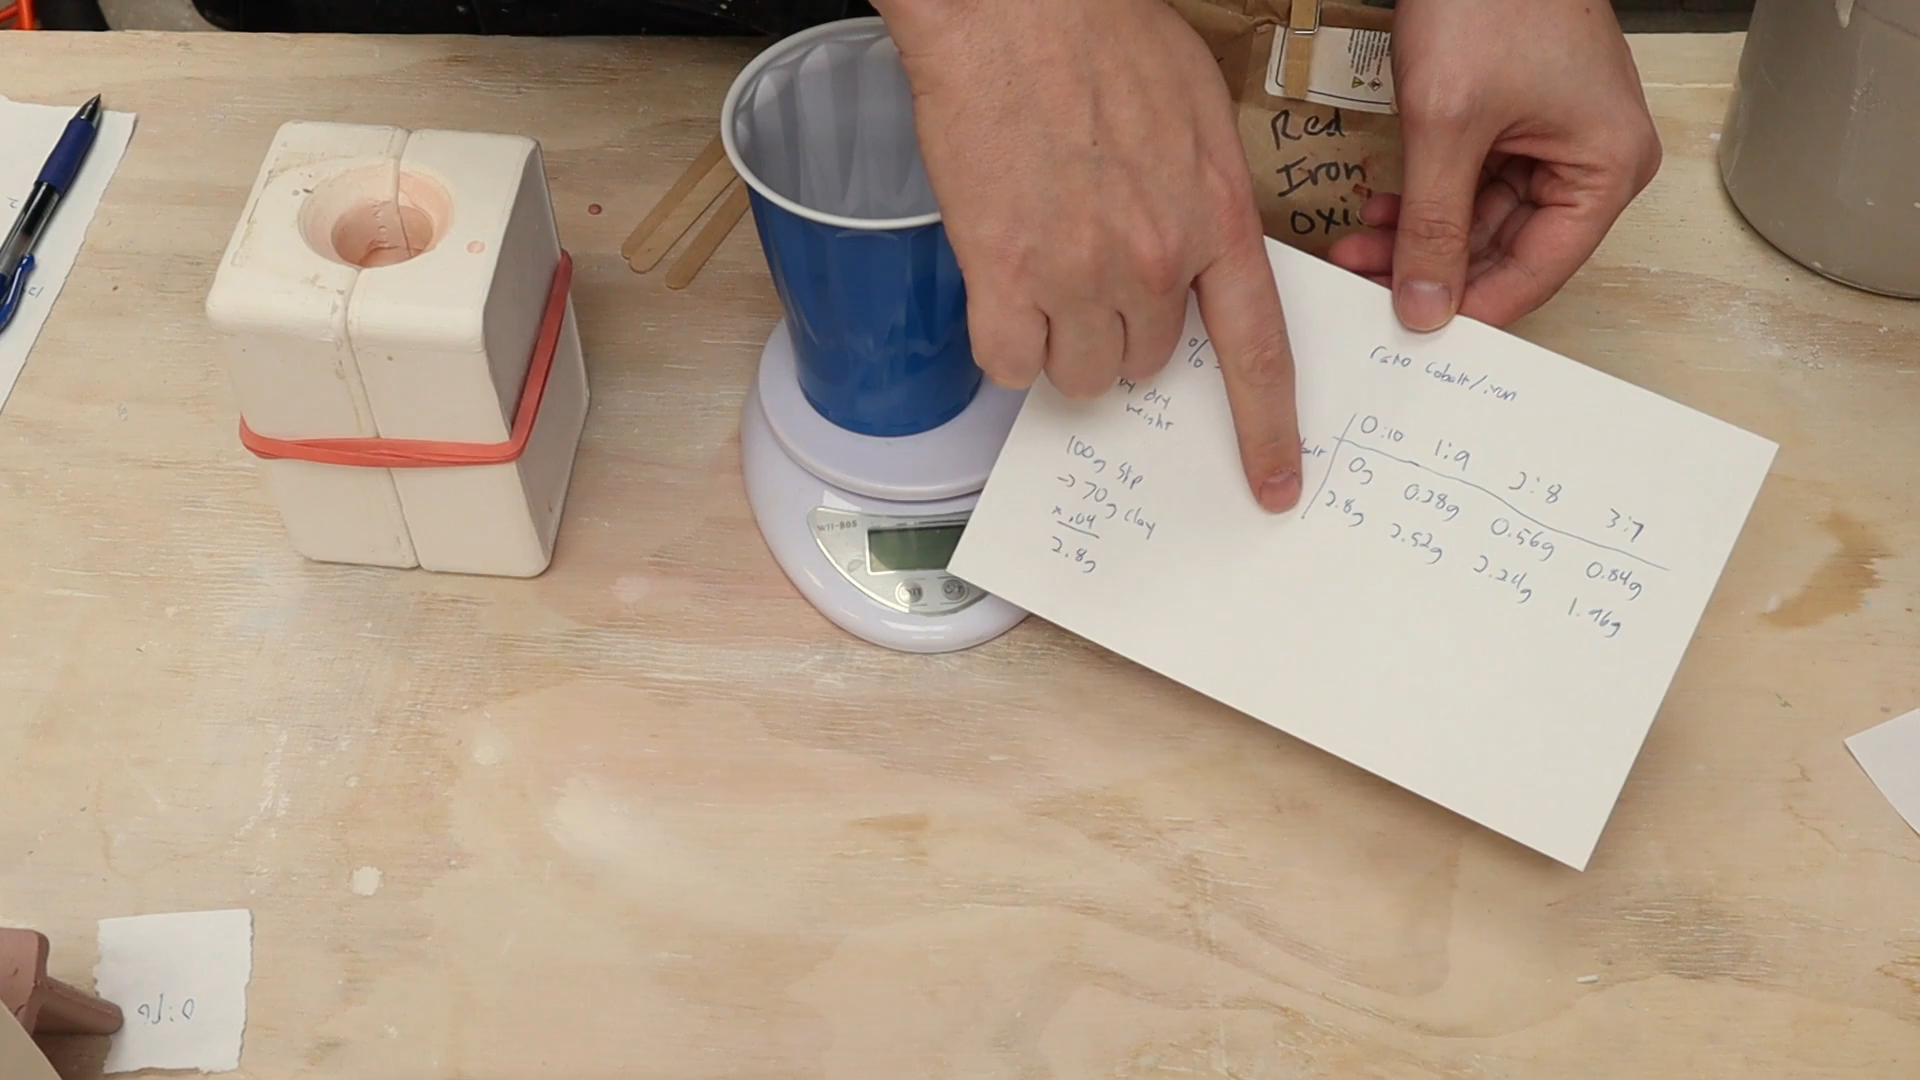 Red
Iron
WH-B05
%
dry
weight
100g slip
→ 70g clay
x .04
2.8g
ratio cobalt/iron
0:10 1:9 2:8 3:7
0g 0.28g 0.56g 0.84g
2.8g 2.52g 2.24g 1.96g
0:10